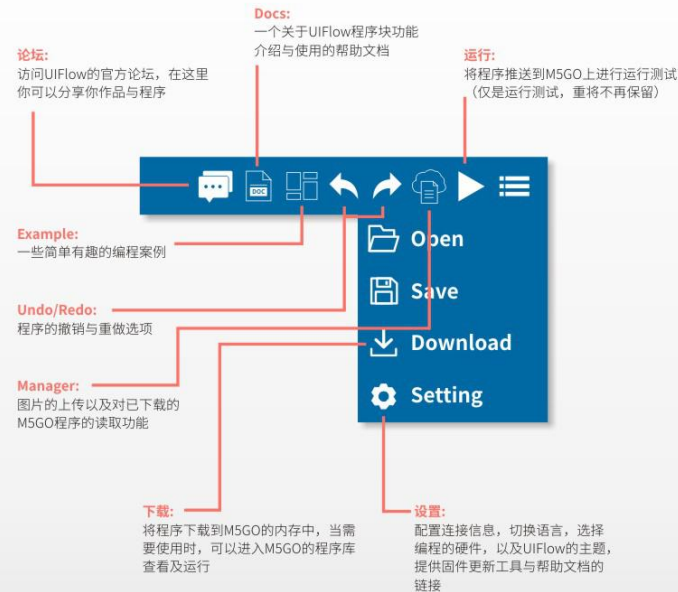 Docs:
一个关于UIFlow程序块功能
介绍与使用的帮助文档
论坛:
访问UIFlow的官方论坛，在这里
你可以分享你作品与程序
运行:
将程序推送到M5GO上进行运行测试
（仅是运行测试，重将不再保留）
DOC
Example:
一些简单有趣的编程案例
Open
Undo/Redo:
程序的撤销与重做选项
Save
Download
Manager:
图片的上传以及对已下载的
M5GO程序的读取功能
Setting
下载:
将程序下载到M5GO的内存中，当需
要使用时，可以进入M5GO的程序库
查看及运行
设置:
配置连接信息，切换语言，选择
编程的硬件，以及UIFlow的主题，
提供固件更新工具与帮助文档的
链接